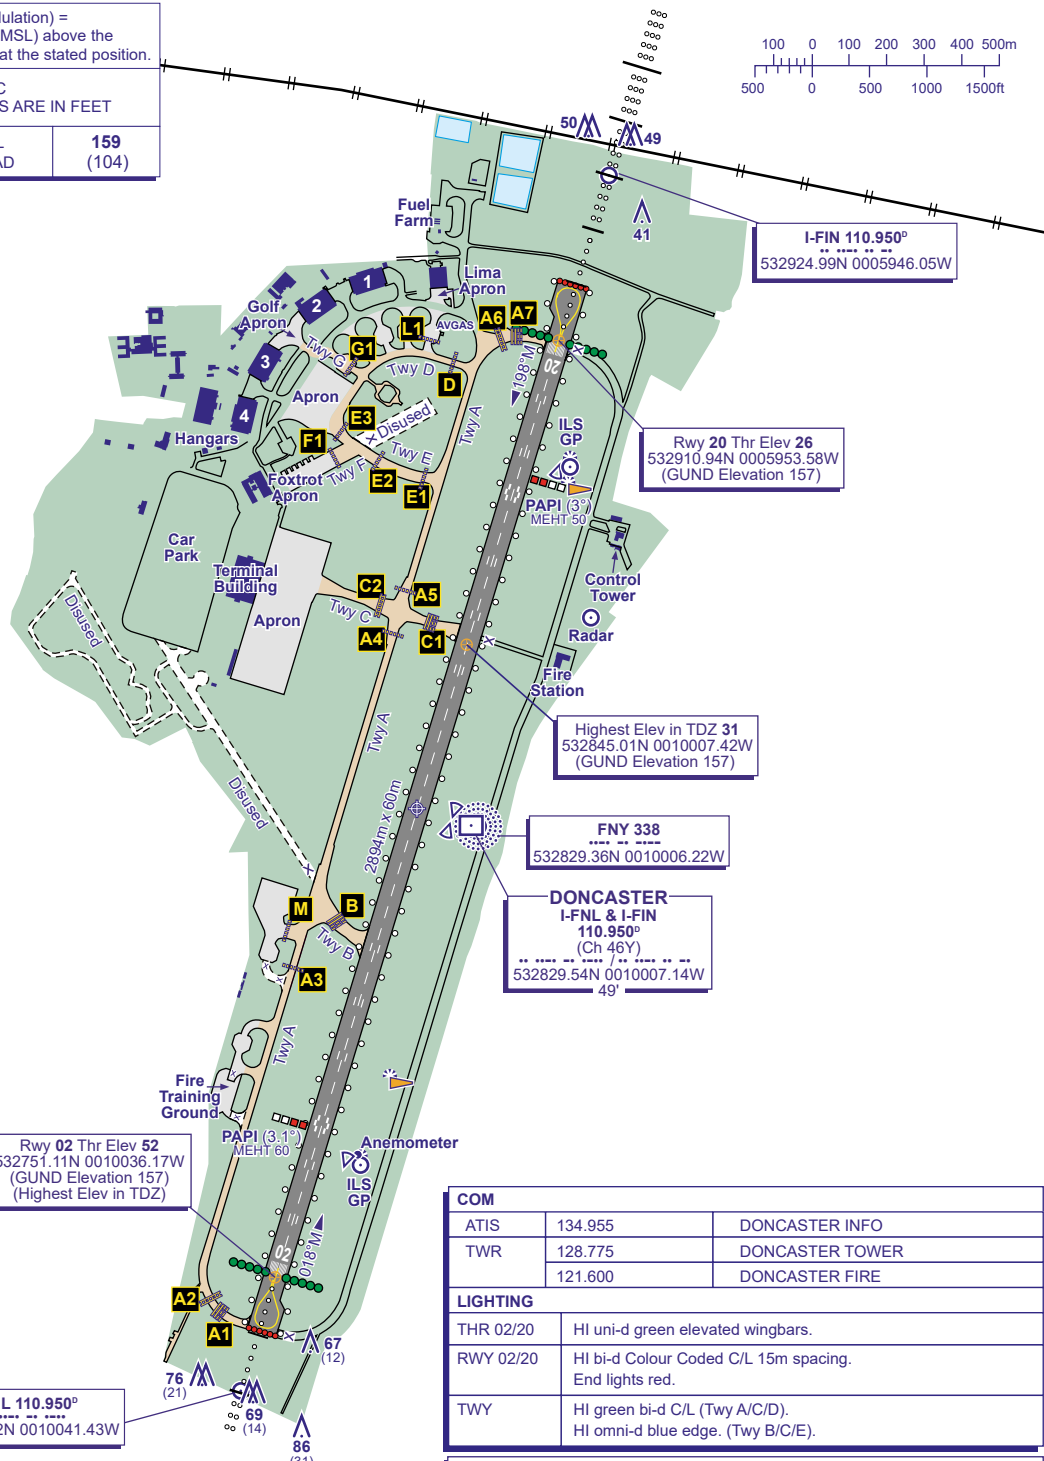 dulation) =
MSL) above the
at the stated position.
C
S ARE IN FEET
L
AD
159
(104)
100 0 100 200 300 400 500m
500 0 500 1000 1500ft
50
49
41
I-FIN 110.950ᴰ
532924.99N 0005946.05W
Fuel
Farm
Lima
Apron
1
2
3
4
Golf
Apron
AVGAS
L1
A6
A7
G1
Twy G
Twy D
D
198°M
20
Apron
E3
Disused
Twy A
Hangars
F1
Twy F
Twy E
E2
E1
Foxtrot
Apron
ILS
GP
PAPI (3°)
MEHT 50
Rwy 20 Thr Elev 26
532910.94N 0005953.58W
(GUND Elevation 157)
Car
Park
Terminal
Building
Apron
Control
Tower
Radar
Fire
Station
C2
A5
Twy C
A4
C1
Disused
Disused
Twy A
Highest Elev in TDZ 31
532845.01N 0010007.42W
(GUND Elevation 157)
2894m x 60m
FNY 338
532829.36N 0010006.22W
DONCASTER
I-FNL & I-FIN
110.950ᴰ
(Ch 46Y)
532829.54N 0010007.14W
49'
M
B
Twy B
A3
Twy A
Fire
Training
Ground
PAPI (3.1°)
MEHT 60
Anemometer
ILS
GP
Rwy 02 Thr Elev 52
532751.11N 0010036.17W
(GUND Elevation 157)
(Highest Elev in TDZ)
02
018°M
A2
A1
67
(12)
76
(21)
69
(14)
86
(31)
L 110.950ᴰ
2N 0010041.43W
COM
ATIS 134.955 DONCASTER INFO
TWR 128.775 DONCASTER TOWER
121.600 DONCASTER FIRE
LIGHTING
THR 02/20 HI uni-d green elevated wingbars.
RWY 02/20 HI bi-d Colour Coded C/L 15m spacing.
End lights red.
TWY HI green bi-d C/L (Twy A/C/D).
HI omni-d blue edge. (Twy B/C/E).